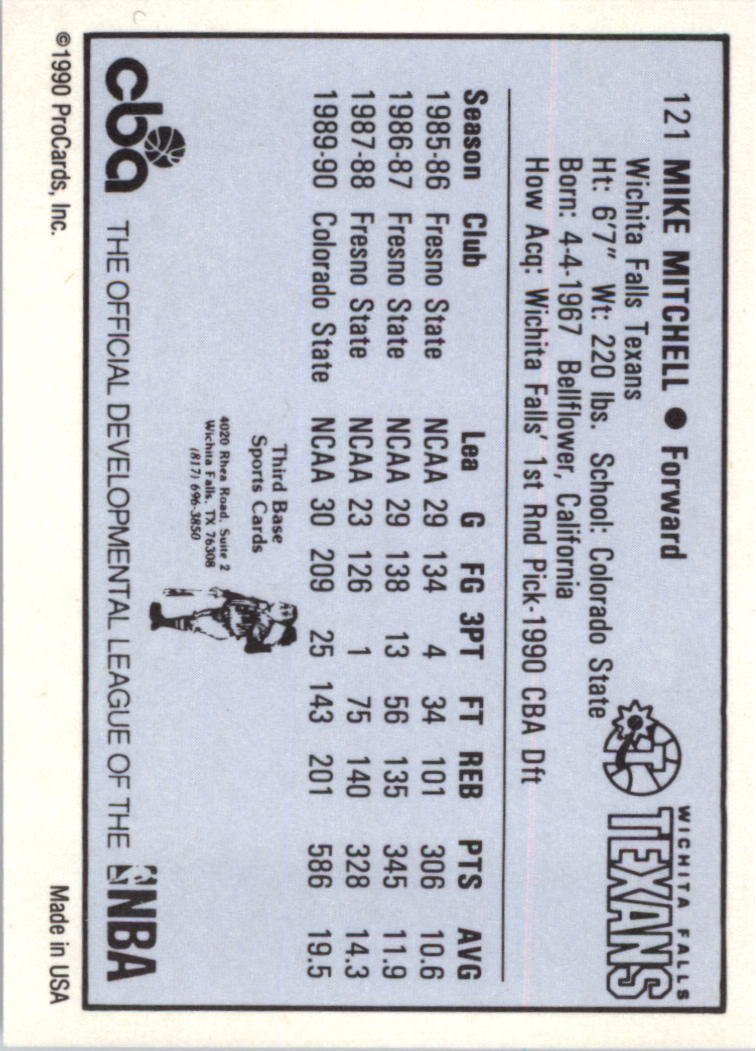 121 MIKE MITCHELL ● Forward
Wichita Falls Texans
Ht: 6'7" Wt: 220 lbs. School: Colorado State
Born: 4-4-1967 Bellflower, California
How Acq: Wichita Falls' 1st Rnd Pick-1990 CBA Dft
WICHITA FALLS
TEXANS
Season Club Lea G FG 3PT FT REB PTS AVG
1985-86 Fresno State NCAA 29 134 4 34 101 306 10.6
1986-87 Fresno State NCAA 29 138 13 56 135 345 11.9
1987-88 Fresno State NCAA 23 126 1 75 140 328 14.3
1989-90 Colorado State NCAA 30 209 25 143 201 586 19.5
Third Base
Sports Cards
4020 Rhea Road, Suite 2
Wichita Falls, TX 76308
(817) 696-3850
cba THE OFFICIAL DEVELOPMENTAL LEAGUE OF THE NBA
©1990 ProCards, Inc. Made in USA